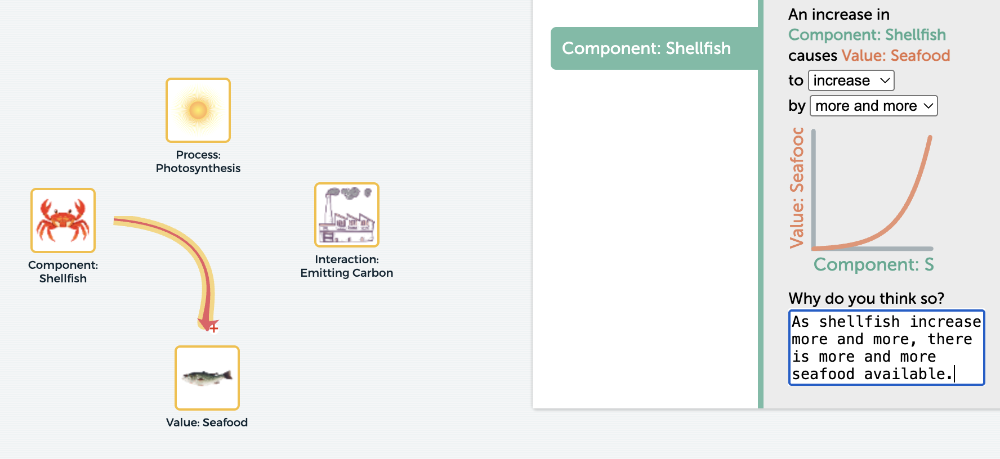 Process:
Photosynthesis
Component:
Shellfish
Interaction:
Emitting Carbon
+
Value: Seafood
Component: Shellfish
An increase in
Component: Shellfish
causes Value: Seafood
to increase
by more and more
Value: Seafooc
Component: S
Why do you think so?
As shellfish increase
more and more, there
is more and more
seafood available.